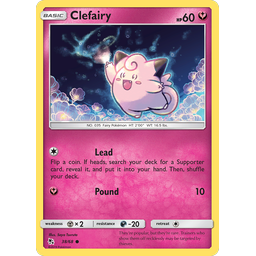 BASIC
Clefairy
HP60
NO. 035 Fairy Pokémon HT: 2'00" WT: 16.5 lbs.
Lead
Flip a coin. If heads, search your deck for a Supporter
card, reveal it, and put it into your hand. Then, shuffle
your deck.
Pound 10
weakness ×2 resistance -20 retreat